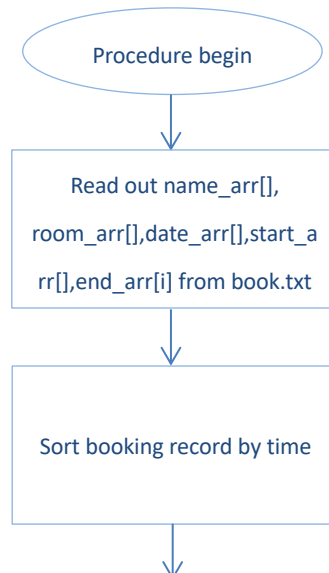 Procedure begin
Read out name_arr[],
room_arr[],date_arr[],start_a
rr[],end_arr[i] from book.txt
Sort booking record by time